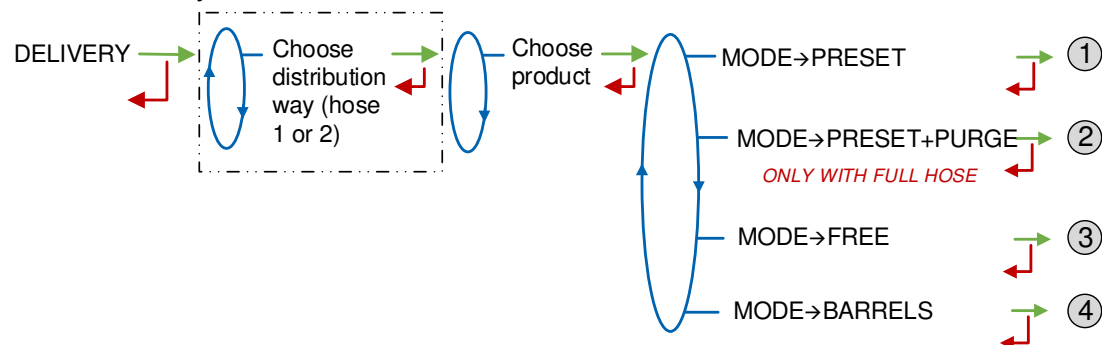 DELIVERY
Choose
distribution
way (hose
1 or 2)
Choose
product
MODE→PRESET
1
MODE→PRESET+PURGE
2
ONLY WITH FULL HOSE
MODE→FREE
3
MODE→BARRELS
4